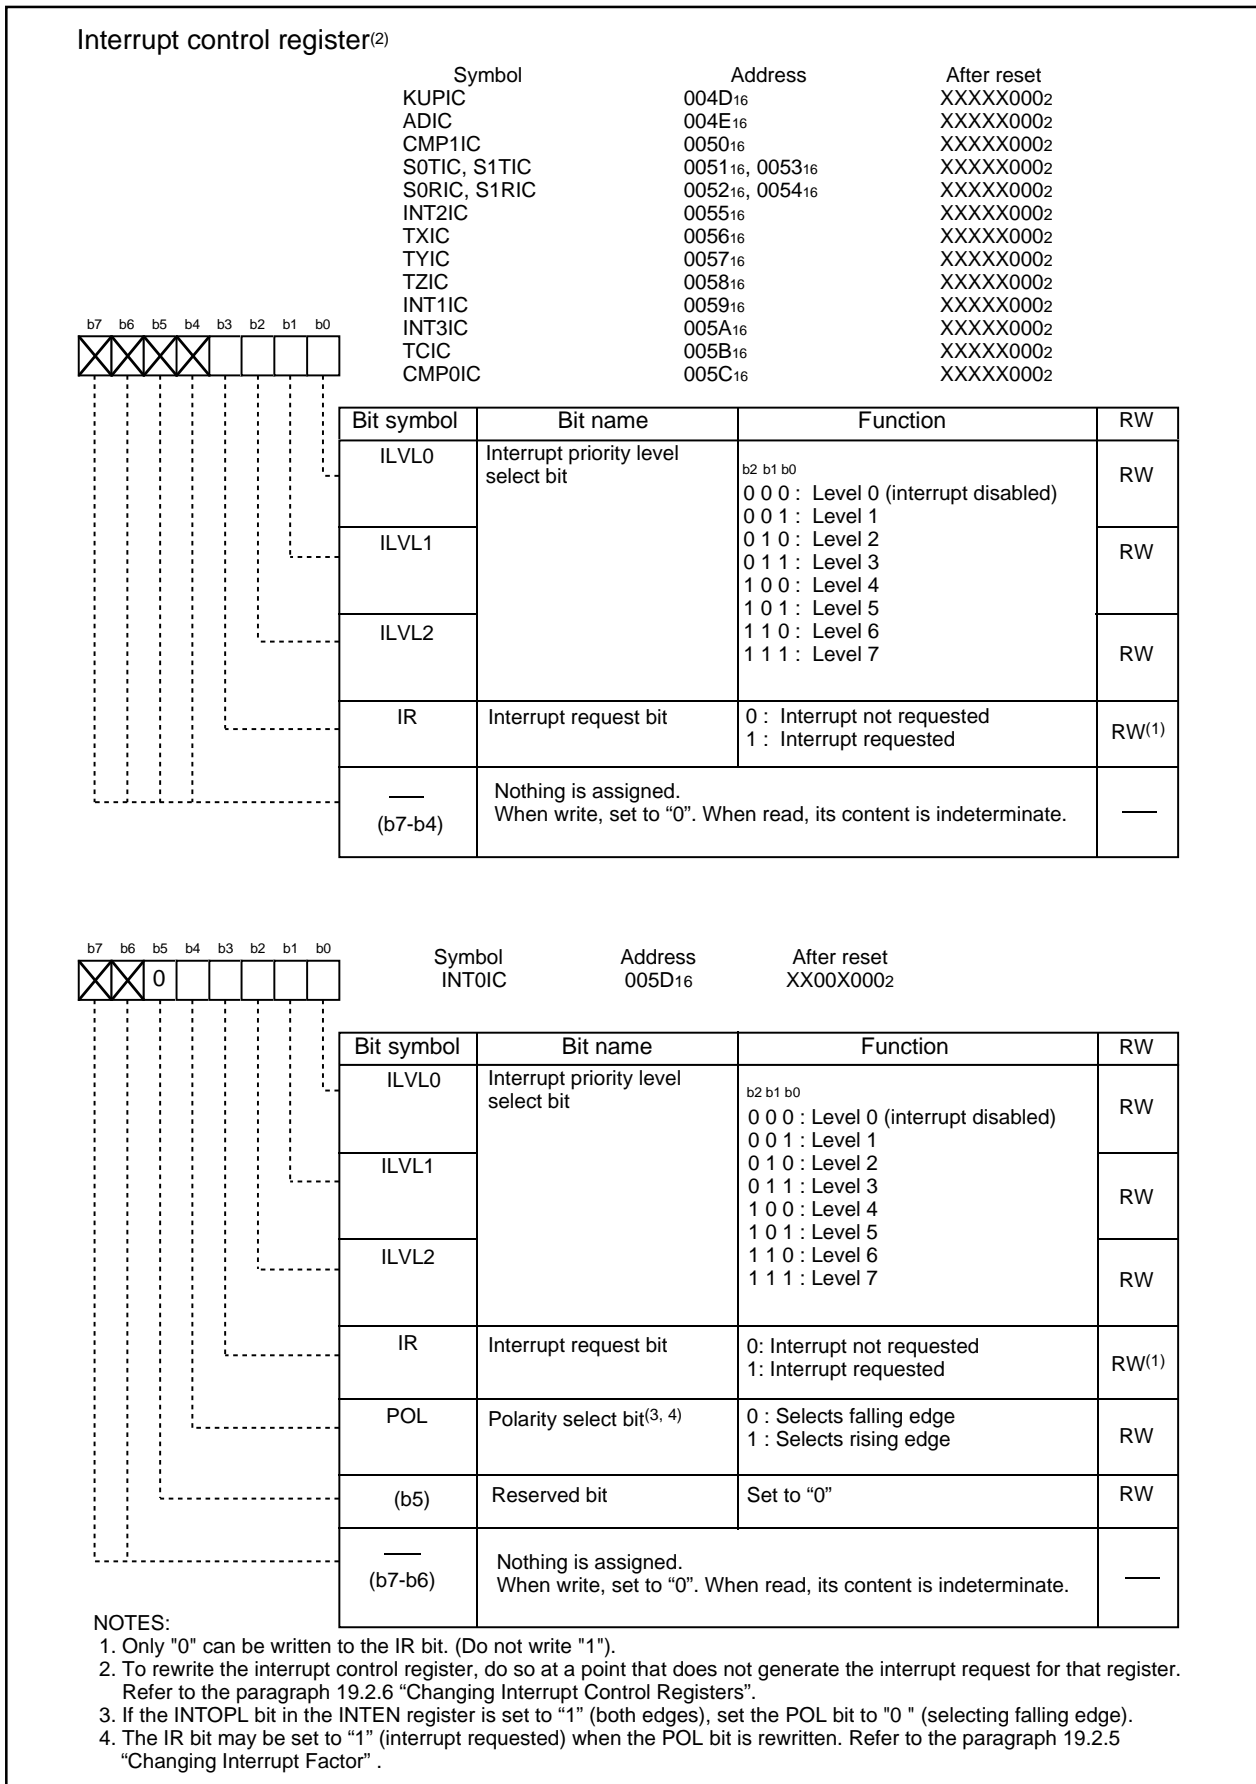 Interrupt control register(2)
Symbol Address After reset
KUPIC 004D16 XXXXX0002
ADIC 004E16 XXXXX0002
CMP1IC 005016 XXXXX0002
S0TIC, S1TIC 005116, 005316 XXXXX0002
S0RIC, S1RIC 005216, 005416 XXXXX0002
INT2IC 005516 XXXXX0002
TXIC 005616 XXXXX0002
TYIC 005716 XXXXX0002
TZIC 005816 XXXXX0002
INT1IC 005916 XXXXX0002
INT3IC 005A16 XXXXX0002
TCIC 005B16 XXXXX0002
CMP0IC 005C16 XXXXX0002
b7 b6 b5 b4 b3 b2 b1 b0
Bit symbol Bit name Function RW
ILVL0 Interrupt priority level select bit RW
b2 b1 b0
0 0 0 : Level 0 (interrupt disabled)
0 0 1 : Level 1
ILVL1 RW
0 1 0 : Level 2
0 1 1 : Level 3
1 0 0 : Level 4
1 0 1 : Level 5
ILVL2 RW
1 1 0 : Level 6
1 1 1 : Level 7
IR Interrupt request bit RW(1)
0 : Interrupt not requested
1 : Interrupt requested
(b7-b4)
Nothing is assigned.
When write, set to “0”. When read, its content is indeterminate.
b7 b6 b5 b4 b3 b2 b1 b0
0
Symbol Address After reset
INT0IC 005D16 XX00X0002
Bit symbol Bit name Function RW
ILVL0 Interrupt priority level select bit RW
b2 b1 b0
0 0 0 : Level 0 (interrupt disabled)
0 0 1 : Level 1
ILVL1 RW
0 1 0 : Level 2
0 1 1 : Level 3
1 0 0 : Level 4
1 0 1 : Level 5
ILVL2 RW
1 1 0 : Level 6
1 1 1 : Level 7
IR Interrupt request bit RW(1)
0: Interrupt not requested
1: Interrupt requested
POL Polarity select bit(3, 4) RW
0 : Selects falling edge
1 : Selects rising edge
(b5) Reserved bit Set to “0” RW
(b7-b6)
Nothing is assigned.
When write, set to “0”. When read, its content is indeterminate.
NOTES:
1. Only "0" can be written to the IR bit. (Do not write "1").
2. To rewrite the interrupt control register, do so at a point that does not generate the interrupt request for that register.
Refer to the paragraph 19.2.6 “Changing Interrupt Control Registers”.
3. If the INTOPL bit in the INTEN register is set to “1” (both edges), set the POL bit to "0 " (selecting falling edge).
4. The IR bit may be set to “1” (interrupt requested) when the POL bit is rewritten. Refer to the paragraph 19.2.5
“Changing Interrupt Factor” .